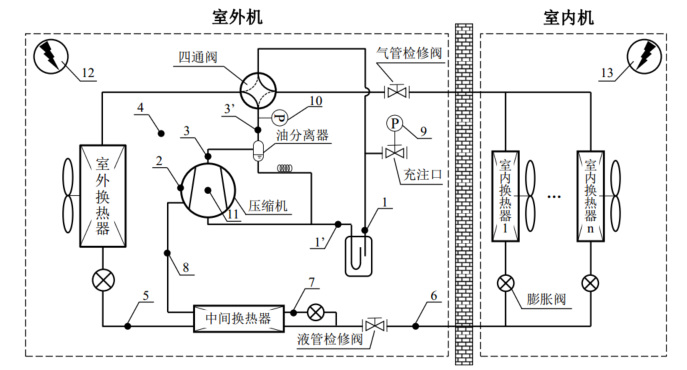 室外机
室内机
12
四通阀
气管检修阀
13
4
3'
P
10
P
9
3
油分离器
2
充注口
室外换热器
11
压缩机
1
1'
室内换热器1
...
室内换热器n
8
7
6
膨胀阀
5
中间换热器
液管检修阀